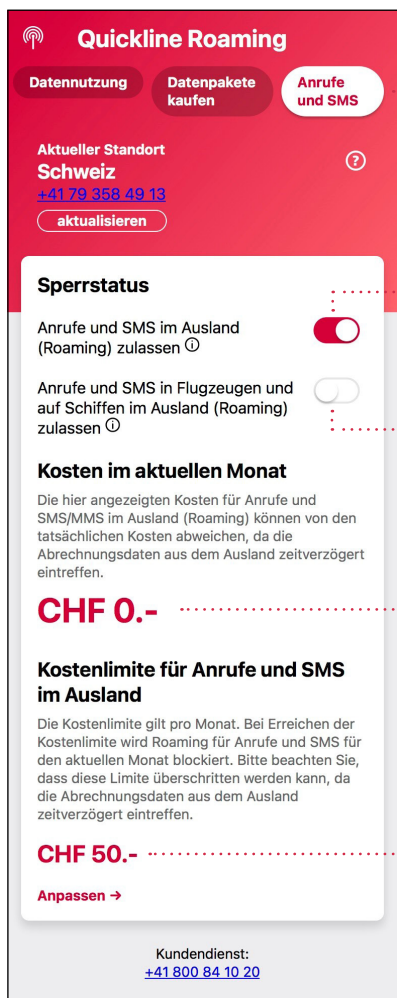 Quickline Roaming
Datennutzung
Datenpakete
kaufen
Anrufe
und SMS
Aktueller Standort
Schweiz
+41 79 358 49 13
aktualisieren
Sperrstatus
Anrufe und SMS im Ausland
(Roaming) zulassen
Anrufe und SMS in Flugzeugen und
auf Schiffen im Ausland (Roaming)
zulassen
Kosten im aktuellen Monat
Die hier angezeigten Kosten für Anrufe und
SMS/MMS im Ausland (Roaming) können von den
tatsächlichen Kosten abweichen, da die
Abrechnungsdaten aus dem Ausland zeitverzögert
eintreffen.
CHF 0.-
Kostenlimite für Anrufe und SMS
im Ausland
Die Kostenlimite gilt pro Monat. Bei Erreichen der
Kostenlimite wird Roaming für Anrufe und SMS für
den aktuellen Monat blockiert. Bitte beachten Sie,
dass diese Limite überschritten werden kann, da
die Abrechnungsdaten aus dem Ausland
zeitverzögert eintreffen.
CHF 50.-
Anpassen →
Kundendienst:
+41 800 84 10 20